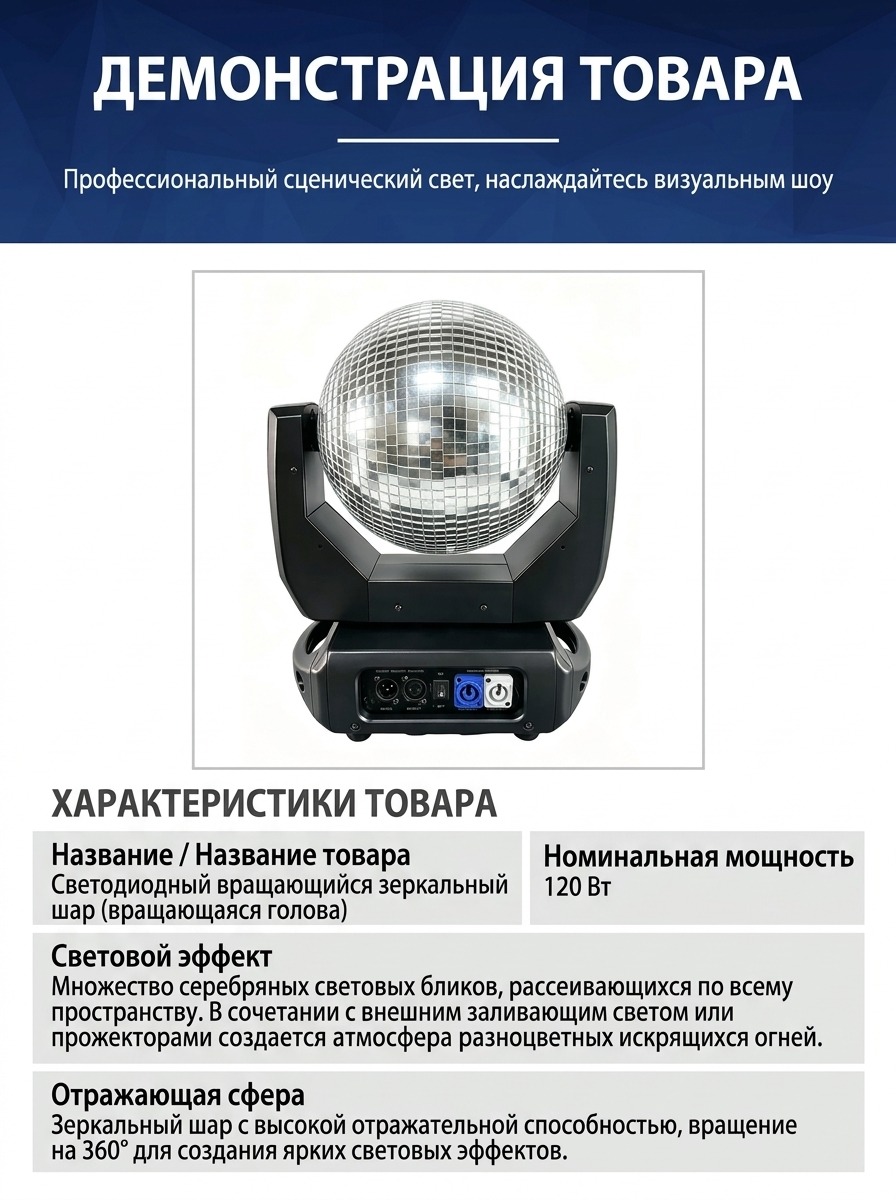 ДЕМОНСТРАЦИЯ ТОВАРА
Профессиональный сценический свет, наслаждайтесь визуальным шоу
ХАРАКТЕРИСТИКИ ТОВАРА
Название / Название товара
Светодиодный вращающийся зеркальный
шар (вращающаяся голова)
Номинальная мощность
120 Вт
Световой эффект
Множество серебряных световых бликов, рассеивающихся по всему
пространству. В сочетании с внешним заливающим светом или
прожекторами создается атмосфера разноцветных искрящихся огней.
Отражающая сфера
Зеркальный шар с высокой отражательной способностью, вращение
на 360° для создания ярких световых эффектов.